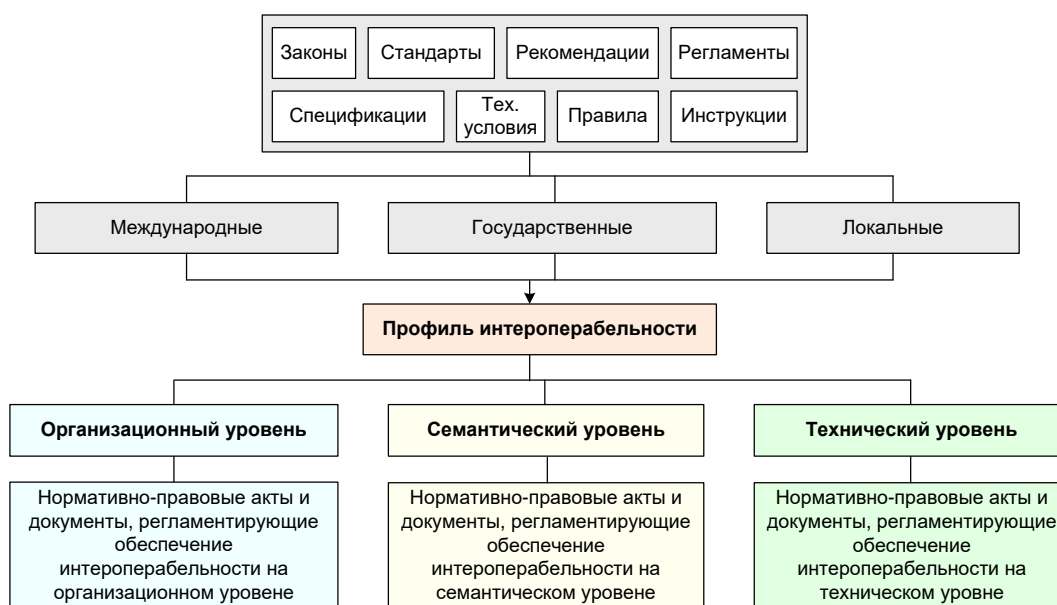 Законы
Стандарты
Рекомендации
Регламенты
Спецификации
Тех.
условия
Правила
Инструкции
Международные
Государственные
Локальные
Профиль интероперабельности
Организационный уровень
Семантический уровень
Технический уровень
Нормативно-правовые акты и
документы, регламентирующие
обеспечение
интероперабельности на
организационном уровене
Нормативно-правовые акты и
документы, регламентирующие
обеспечение
интероперабельности на
семантическом уровене
Нормативно-правовые акты и
документы, регламентирующие
обеспечение
интероперабельности на
техническом уровне